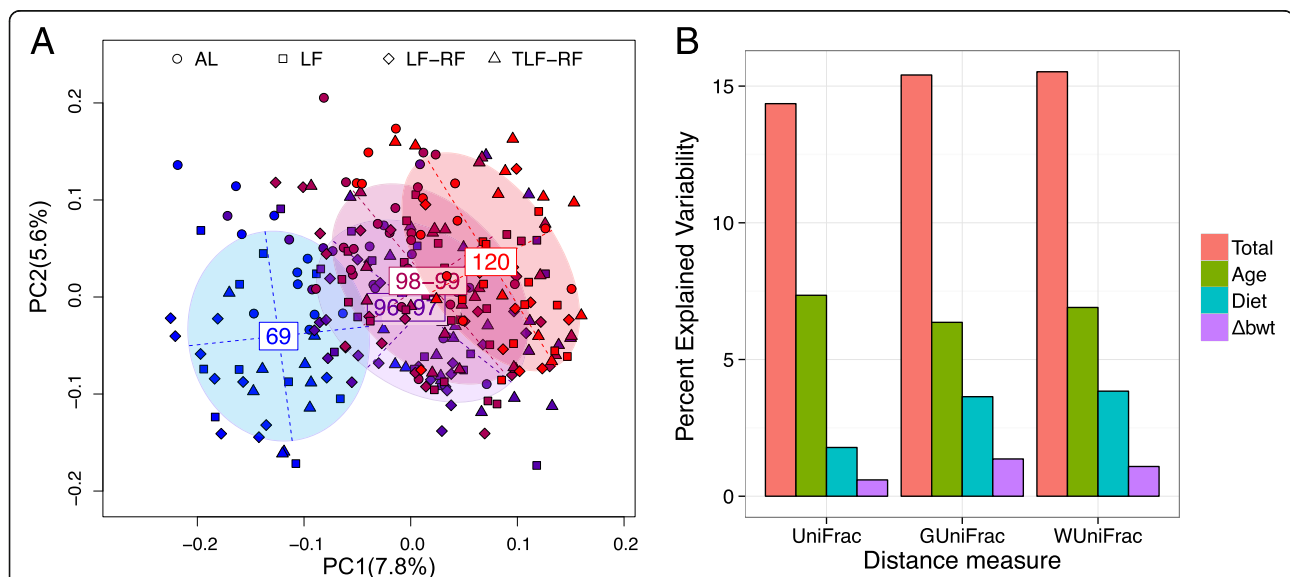 A
AL LF LF−RF TLF−RF
PC2(5.6%)
0.2
0.1
0.0
−0.1
−0.2
69
98−99
96−97
120
−0.2 −0.1 0.0 0.1 0.2
PC1(7.8%)
B
Percent Explained Variability
15
10
5
0
UniFrac GUniFrac WUniFrac
Distance measure
Total
Age
Diet
Δbwt